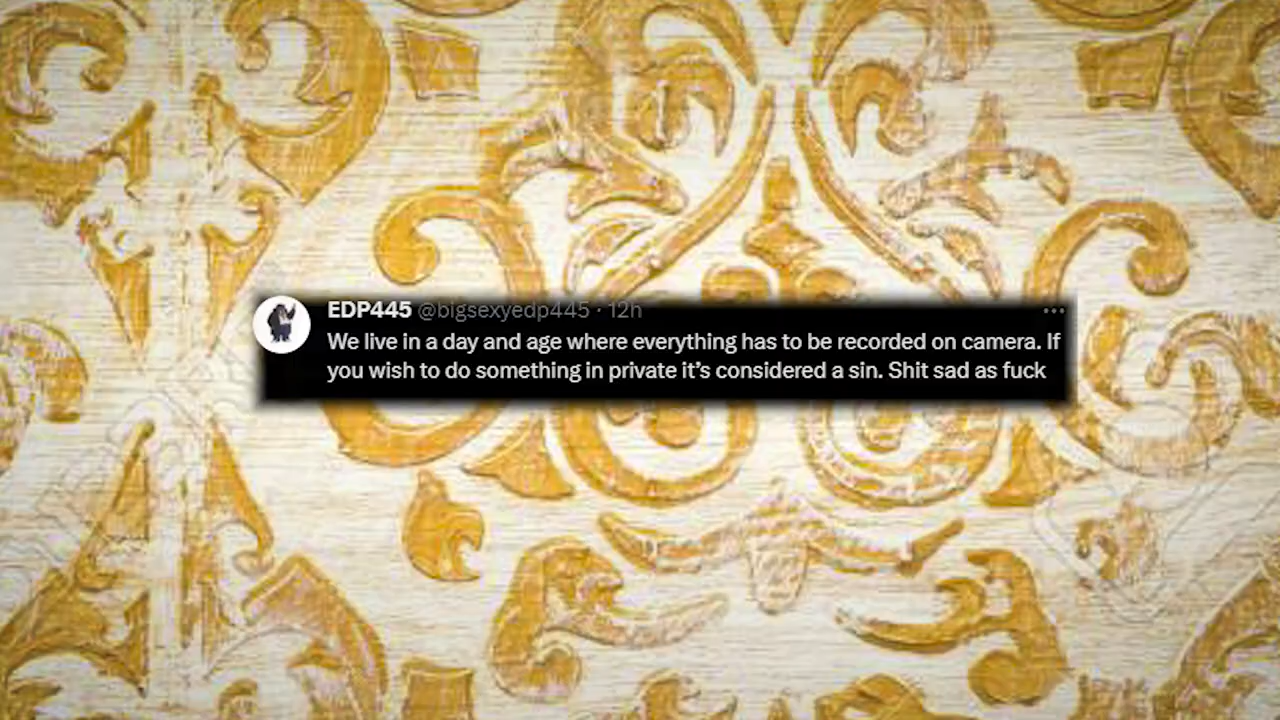 EDP445 @bigsexyedp445 · 12h
We live in a day and age where everything has to be recorded on camera. If
you wish to do something in private it’s considered a sin. Shit sad as fuck